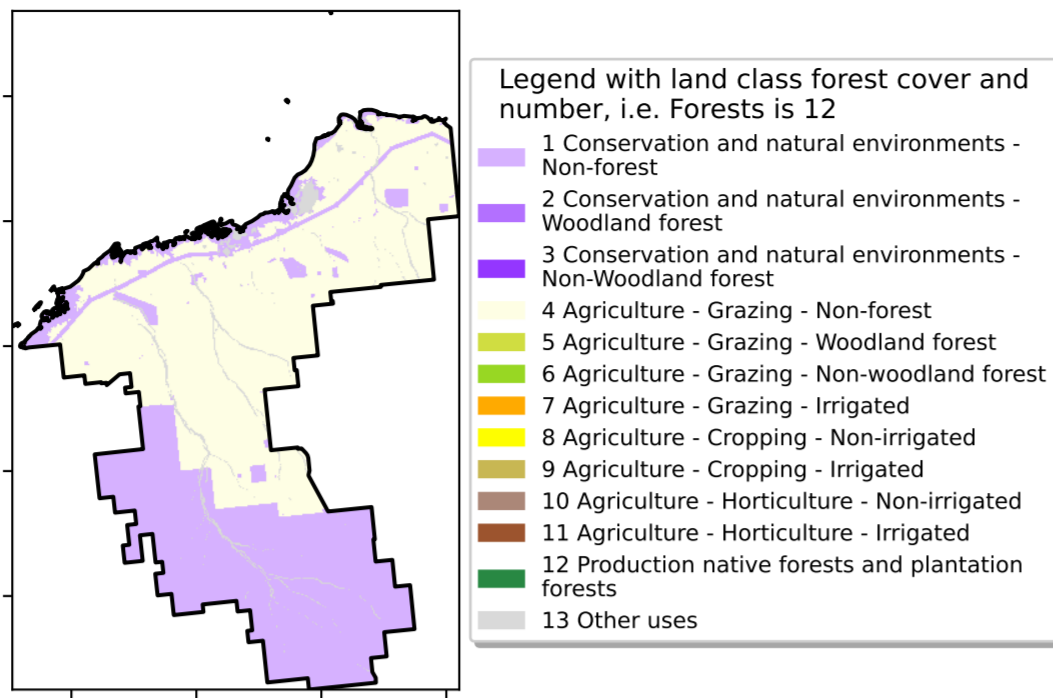 Legend with land class forest cover and
number, i.e. Forests is 12
1 Conservation and natural environments -
Non-forest
2 Conservation and natural environments -
Woodland forest
3 Conservation and natural environments -
Non-Woodland forest
4 Agriculture - Grazing - Non-forest
5 Agriculture - Grazing - Woodland forest
6 Agriculture - Grazing - Non-woodland forest
7 Agriculture - Grazing - Irrigated
8 Agriculture - Cropping - Non-irrigated
9 Agriculture - Cropping - Irrigated
10 Agriculture - Horticulture - Non-irrigated
11 Agriculture - Horticulture - Irrigated
12 Production native forests and plantation
forests
13 Other uses